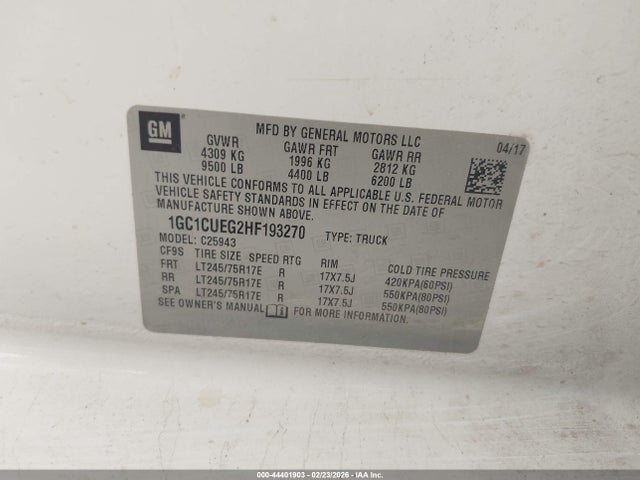 GM
MFD BY GENERAL MOTORS LLC
04/17
GVWR GAWR FRT GAWR RR
4309 KG 1996 KG 2812 KG
9500 LB 4400 LB 6200 LB
THIS VEHICLE CONFORMS TO ALL APPLICABLE U.S. FEDERAL MOTOR
VEHICLE SAFETY STANDARDS IN EFFECT ON THE DATE OF
MANUFACTURE SHOWN ABOVE.
1GC1CUEG2HF193270 TYPE: TRUCK
MODEL: C25943
CF9S TIRE SIZE SPEED RTG RIM COLD TIRE PRESSURE
FRT LT245/75R17E R 17X7.5J 420KPA(60PSI)
RR LT245/75R17E R 17X7.5J 550KPA(80PSI)
SPA LT245/75R17E R 17X7.5J 550KPA(80PSI)
SEE OWNER'S MANUAL FOR MORE INFORMATION.
000-44401903 - 02/23/2026 - IAA Holdings, LLC.